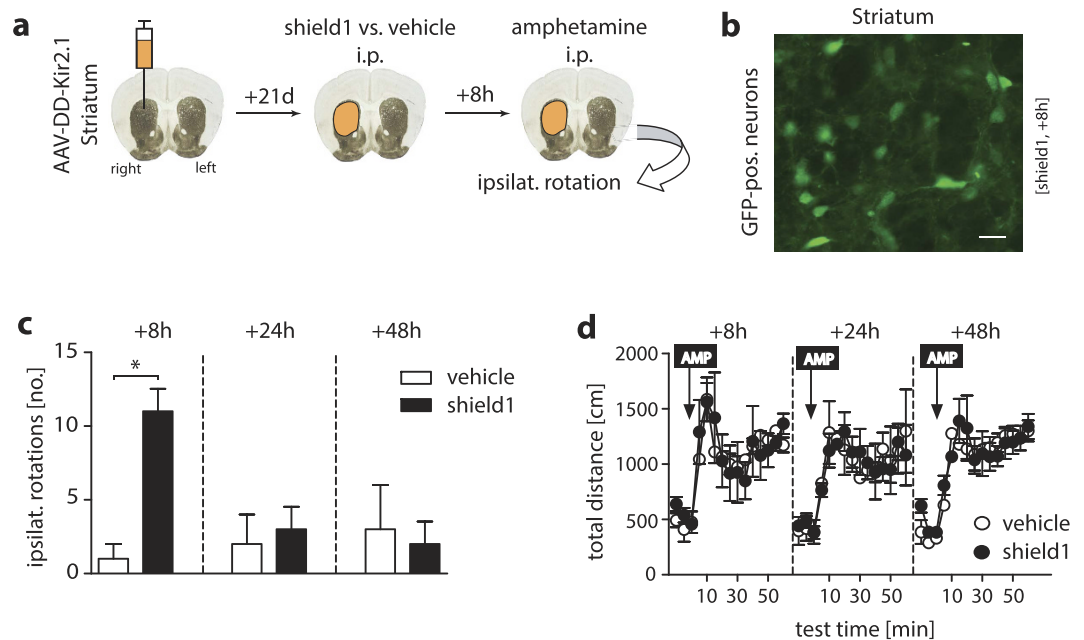 a
AAV-DD-Kir2.1
Striatum
right
left
+21d
shield1 vs. vehicle
i.p.
+8h
amphetamine
i.p.
ipsilat. rotation
b
Striatum
GFP-pos. neurons
[shield1, +8h]
c
+8h
+24h
+48h
ipsilat. rotations [no.]
15
10
5
0
*
vehicle
shield1
d
+8h
+24h
+48h
AMP
AMP
AMP
total distance [cm]
2000
1500
1000
500
0
vehicle
shield1
10 30 50 10 30 50 10 30 50
test time [min]